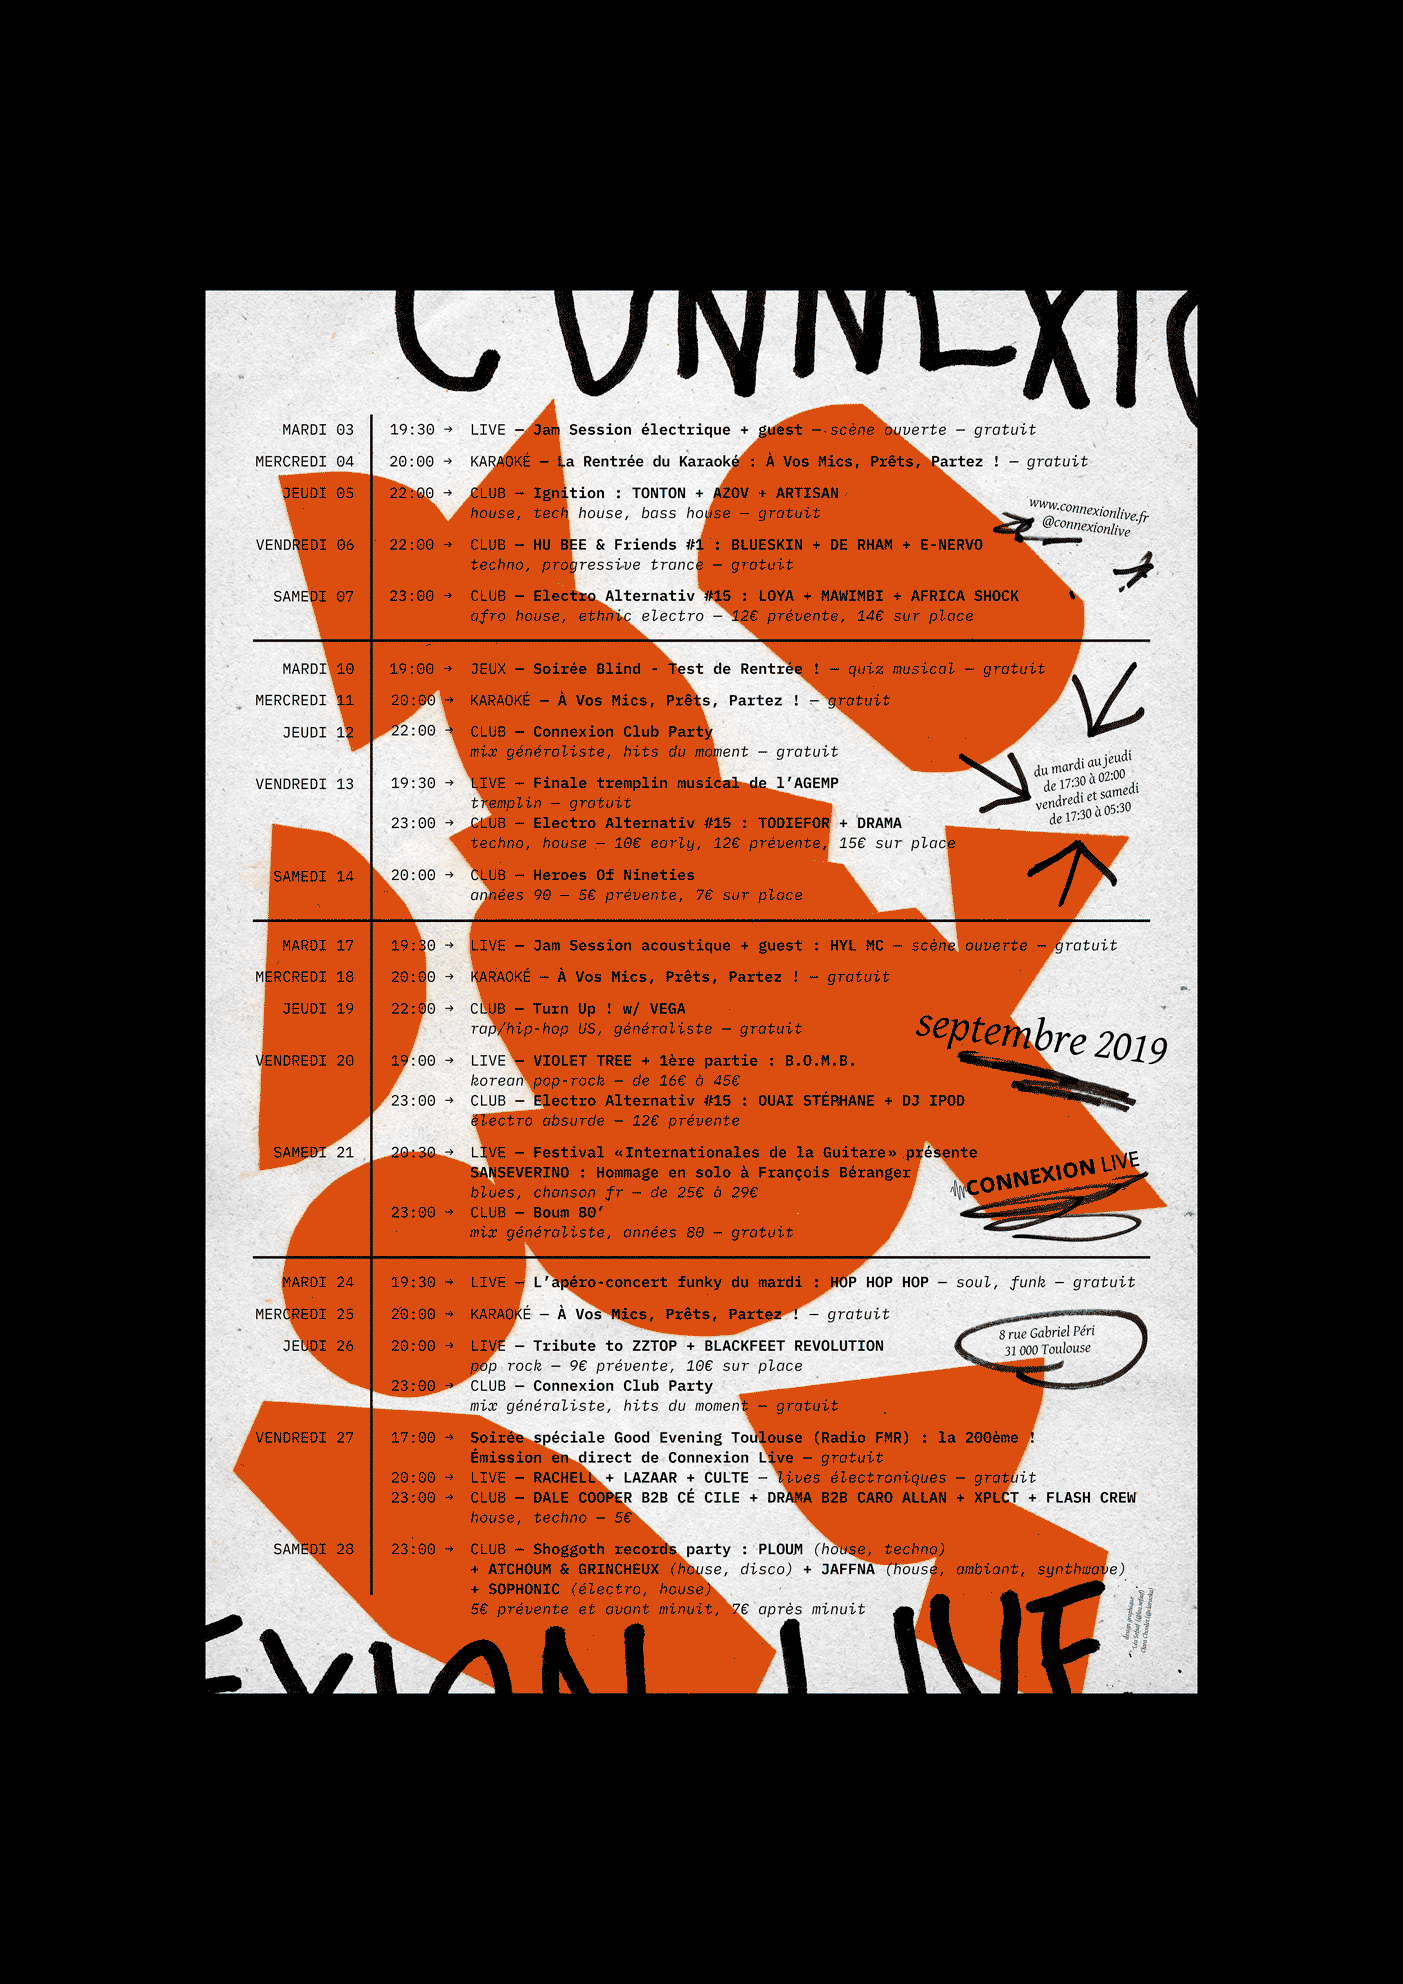 CONNEXIO
MARDI 03 19:30 → LIVE — Jam Session électrique + guest — scène ouverte — gratuit
MERCREDI 04 20:00 → KARAOKÉ — La Rentrée du Karaoké : À Vos Mics, Prêts, Partez ! — gratuit
JEUDI 05 22:00 → CLUB — Ignition : TONTON + AZOV + ARTISAN
house, tech house, bass house — gratuit
www.connexionlive.fr
@connexionlive
VENDREDI 06 22:00 → CLUB — HU BEE & Friends #1 : BLUESKIN + DE RHAM + E-NERVO
techno, progressive trance — gratuit
SAMEDI 07 23:00 → CLUB — Electro Alternativ #15 : LOYA + MAWIMBI + AFRICA SHOCK
afro house, ethnic electro — 12€ prévente, 14€ sur place
MARDI 10 19:00 → JEUX — Soirée Blind - Test de Rentrée ! — quiz musical — gratuit
MERCREDI 11 20:00 → KARAOKÉ — À Vos Mics, Prêts, Partez ! — gratuit
JEUDI 12 22:00 → CLUB — Connexion Club Party
mix généraliste, hits du moment — gratuit
du mardi au jeudi
de 17:30 à 02:00
vendredi et samedi
de 17:30 à 05:30
VENDREDI 13 19:30 → LIVE — Finale tremplin musical de l’AGEMP
tremplin — gratuit
23:00 → CLUB — Electro Alternativ #15 : TODIEFOR + DRAMA
techno, house — 10€ early, 12€ prévente, 15€ sur place
SAMEDI 14 20:00 → CLUB — Heroes Of Nineties
années 90 — 5€ prévente, 7€ sur place
MARDI 17 19:30 → LIVE — Jam Session acoustique + guest : HYL MC — scène ouverte — gratuit
MERCREDI 18 20:00 → KARAOKÉ — À Vos Mics, Prêts, Partez ! — gratuit
JEUDI 19 22:00 → CLUB — Turn Up ! w/ VEGA
rap/hip-hop US, généraliste — gratuit
septembre 2019
VENDREDI 20 19:00 → LIVE — VIOLET TREE + 1ère partie : B.O.M.B.
korean pop-rock — de 16€ à 45€
23:00 → CLUB — Electro Alternativ #15 : OUAI STÉPHANE + DJ IPOD
électro absurde — 12€ prévente
SAMEDI 21 20:30 → LIVE — Festival «Internationales de la Guitare» présente
SANSEVERINO : Hommage en solo à François Béranger
blues, chanson fr — de 25€ à 29€
23:00 → CLUB — Boum 80’
mix généraliste, années 80 — gratuit
CONNEXION LIVE
MARDI 24 19:30 → LIVE — L’apéro-concert funky du mardi : HOP HOP HOP — soul, funk — gratuit
MERCREDI 25 20:00 → KARAOKÉ — À Vos Mics, Prêts, Partez ! — gratuit
8 rue Gabriel Péri
31 000 Toulouse
JEUDI 26 20:00 → LIVE — Tribute to ZZTOP + BLACKFEET REVOLUTION
pop rock — 9€ prévente, 10€ sur place
23:00 → CLUB — Connexion Club Party
mix généraliste, hits du moment — gratuit
VENDREDI 27 17:00 → Soirée spéciale Good Evening Toulouse (Radio FMR) : la 200ème !
Émission en direct de Connexion Live — gratuit
20:00 → LIVE — RACHELL + LAZAAR + CULTE — lives électroniques — gratuit
23:00 → CLUB — DALE COOPER B2B CÉ CILE + DRAMA B2B CARO ALLAN + XPLCT + FLASH CREW
house, techno — 5€
SAMEDI 28 23:00 → CLUB — Shoggoth records party : PLOUM (house, techno)
+ ATCHOUM & GRINCHEUX (house, disco) + JAFFNA (house, ambiant, synthwave)
+ SOPHONIC (électro, house)
5€ prévente et avant minuit, 7€ après minuit
design graphique
EXION LIVE